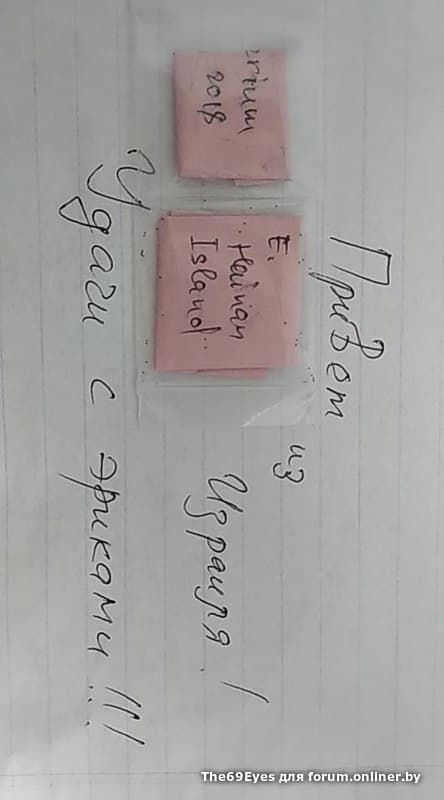 Привет
из
Израиля!
Удачи с эриками!!!
2018
E. Hainan
Island
The69Eyes для forum.onliner.by